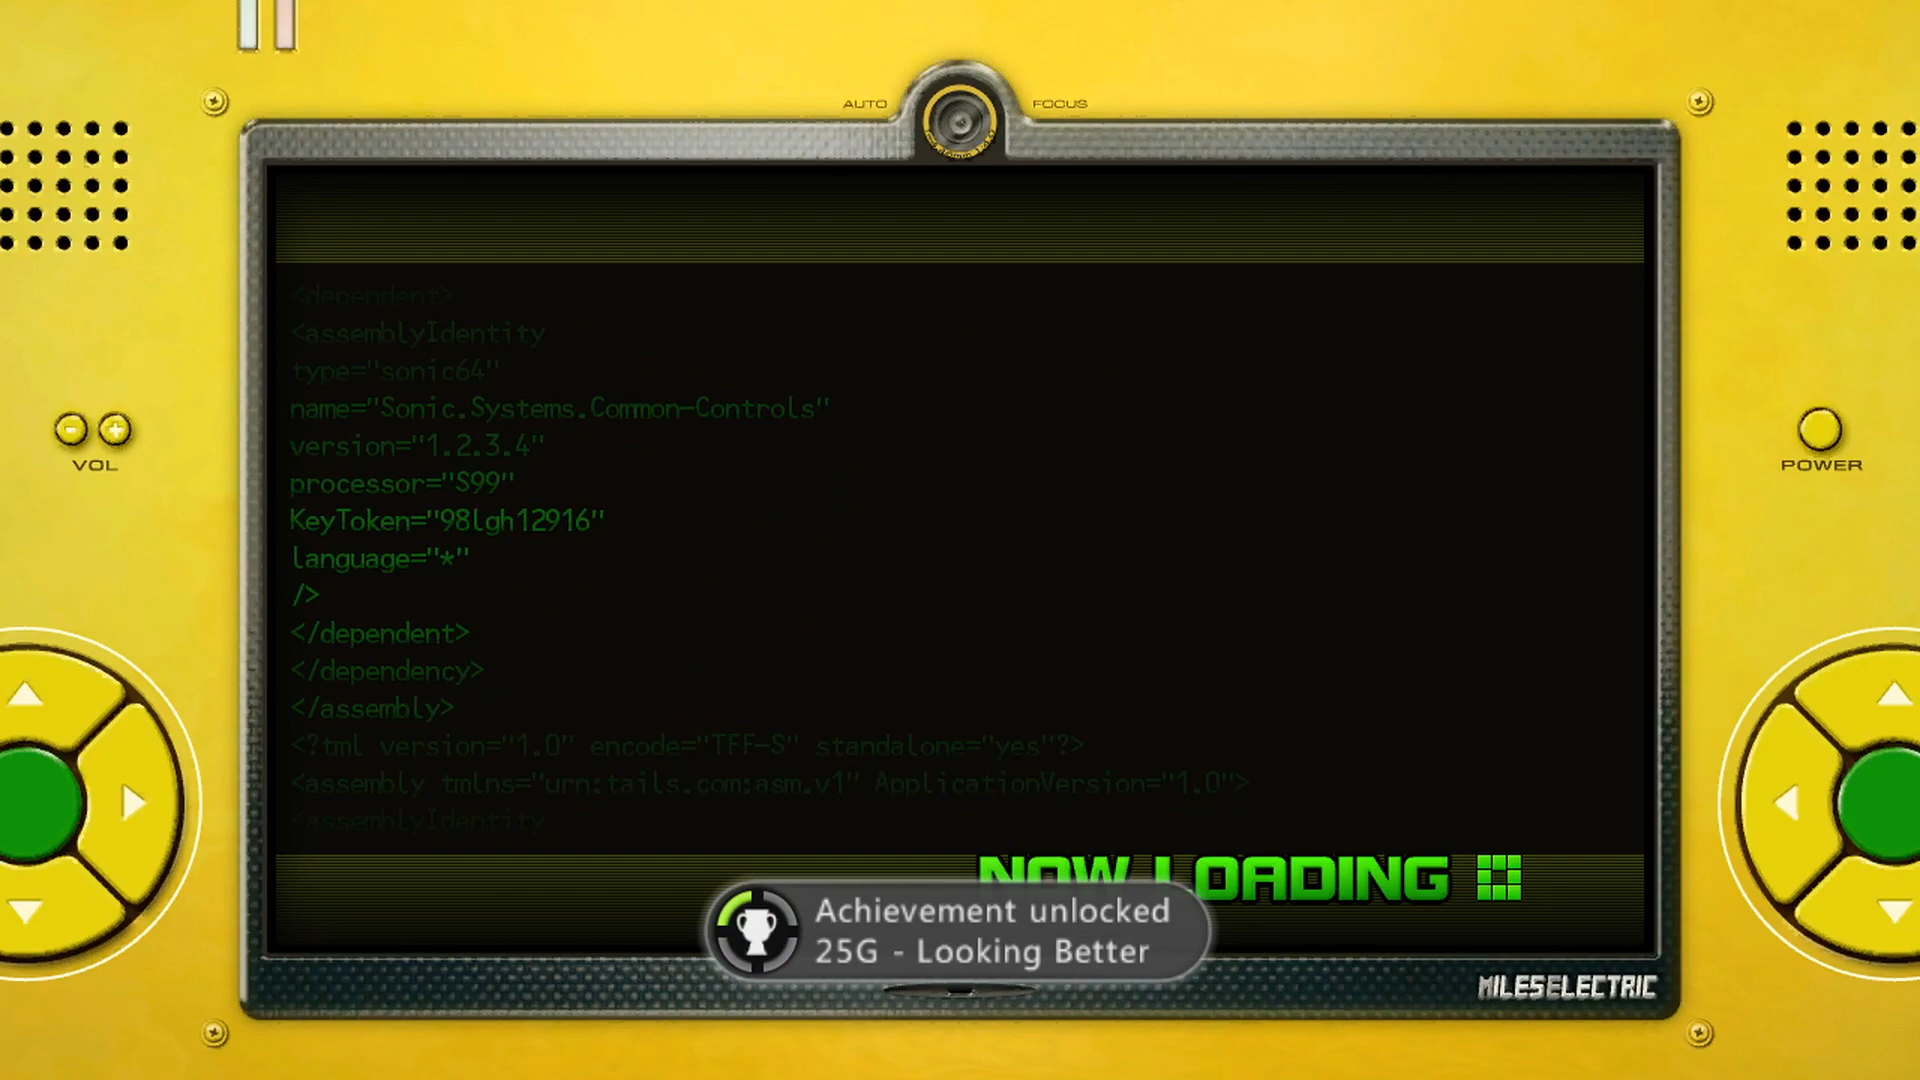 AUTO FOCUS
<dependent>
<assemblyIdentity
type="sonic64"
name="Sonic.Systems.Common-Controls"
version="1.2.3.4"
processor="S99"
KeyToken="98lgh12916"
language="*"
/>
</dependent>
</dependency>
</assembly>
<?tml version="1.0" encode="TFF-S" standalone="yes"?>
<assembly tmlns="urn:tails.com:asm.v1" ApplicationVersion="1.0">
<assemblyIdentity
VOL
POWER
NOW LOADING
Achievement unlocked
25G - Looking Better
MILESELECTRIC